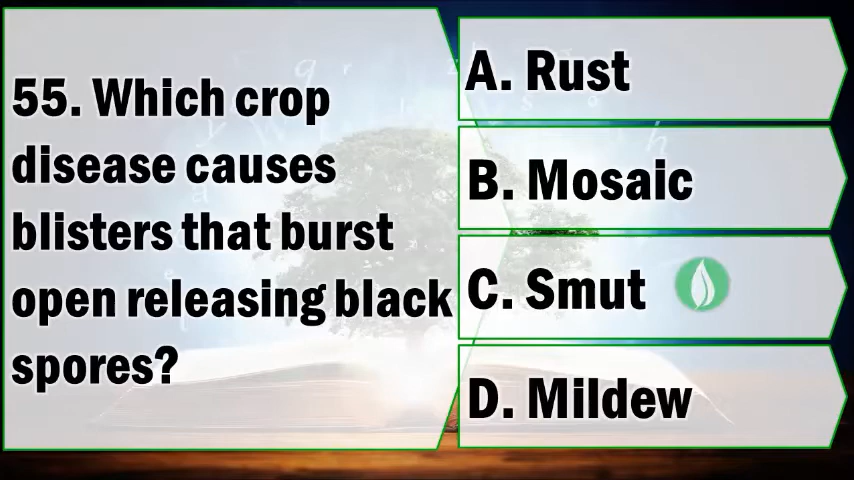 55. Which crop
disease causes
blisters that burst
open releasing black
spores?
A. Rust
B. Mosaic
C. Smut
D. Mildew